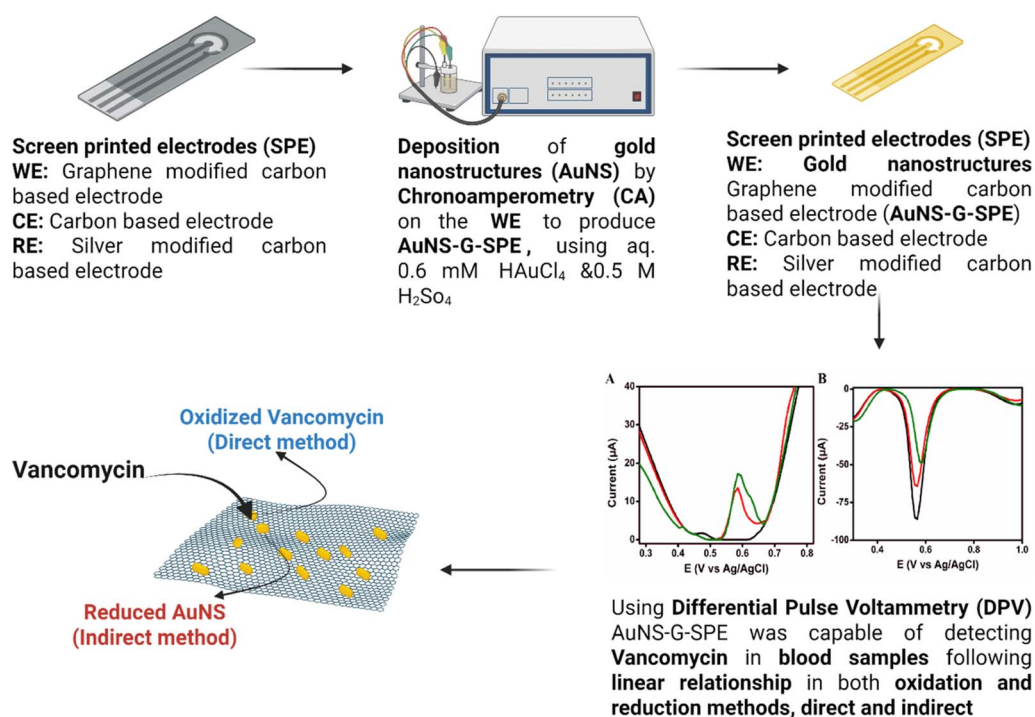 Screen printed electrodes (SPE)
WE: Graphene modified carbon
based electrode
CE: Carbon based electrode
RE: Silver modified carbon
based electrode
Deposition of gold
nanostructures (AuNS) by
Chronoamperometry (CA)
on the WE to produce
AuNS-G-SPE , using aq.
0.6 mM HAuCl₄ &0.5 M
H₂So₄
Screen printed electrodes (SPE)
WE: Gold nanostructures
Graphene modified carbon
based electrode (AuNS-G-SPE)
CE: Carbon based electrode
RE: Silver modified carbon
based electrode
A
40
30
20
10
0
Current (μA)
0.3 0.4 0.5 0.6 0.7 0.8
E (V vs Ag/AgCl)
B
0
-25
-50
-75
-100
Current (μA)
0.4 0.6 0.8 1.0
E (V vs Ag/AgCl)
Using Differential Pulse Voltammetry (DPV)
AuNS-G-SPE was capable of detecting
Vancomycin in blood samples following
linear relationship in both oxidation and
reduction methods, direct and indirect
Oxidized Vancomycin
(Direct method)
Vancomycin
Reduced AuNS
(Indirect method)